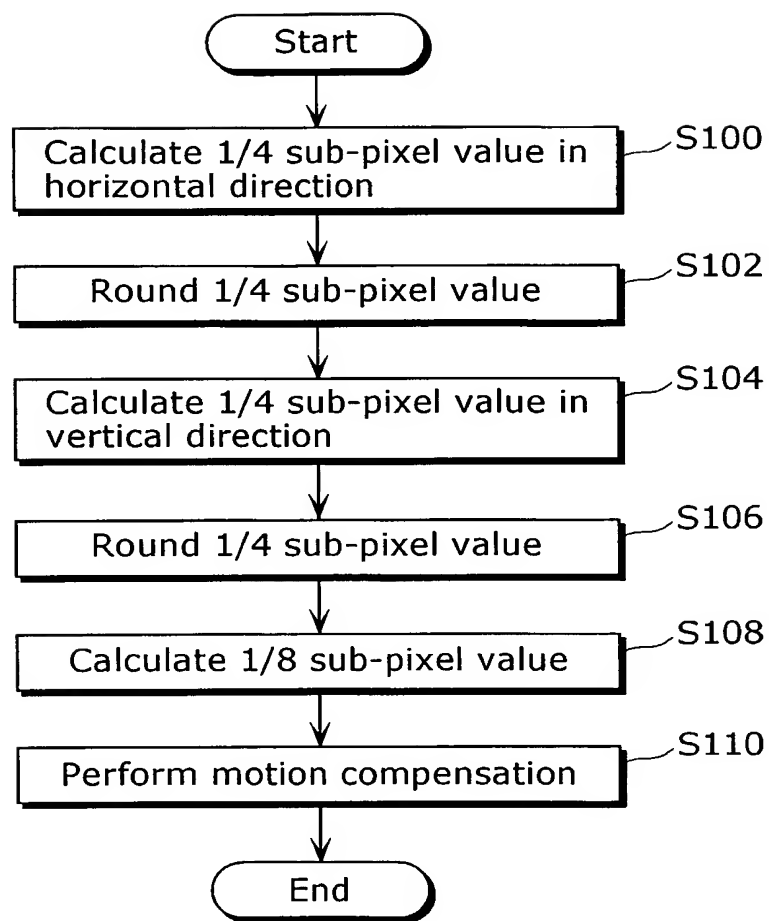 Start
Calculate 1/4 sub-pixel value in
horizontal direction
S100
Round 1/4 sub-pixel value
S102
Calculate 1/4 sub-pixel value in
vertical direction
S104
Round 1/4 sub-pixel value
S106
Calculate 1/8 sub-pixel value
S108
Perform motion compensation
S110
End